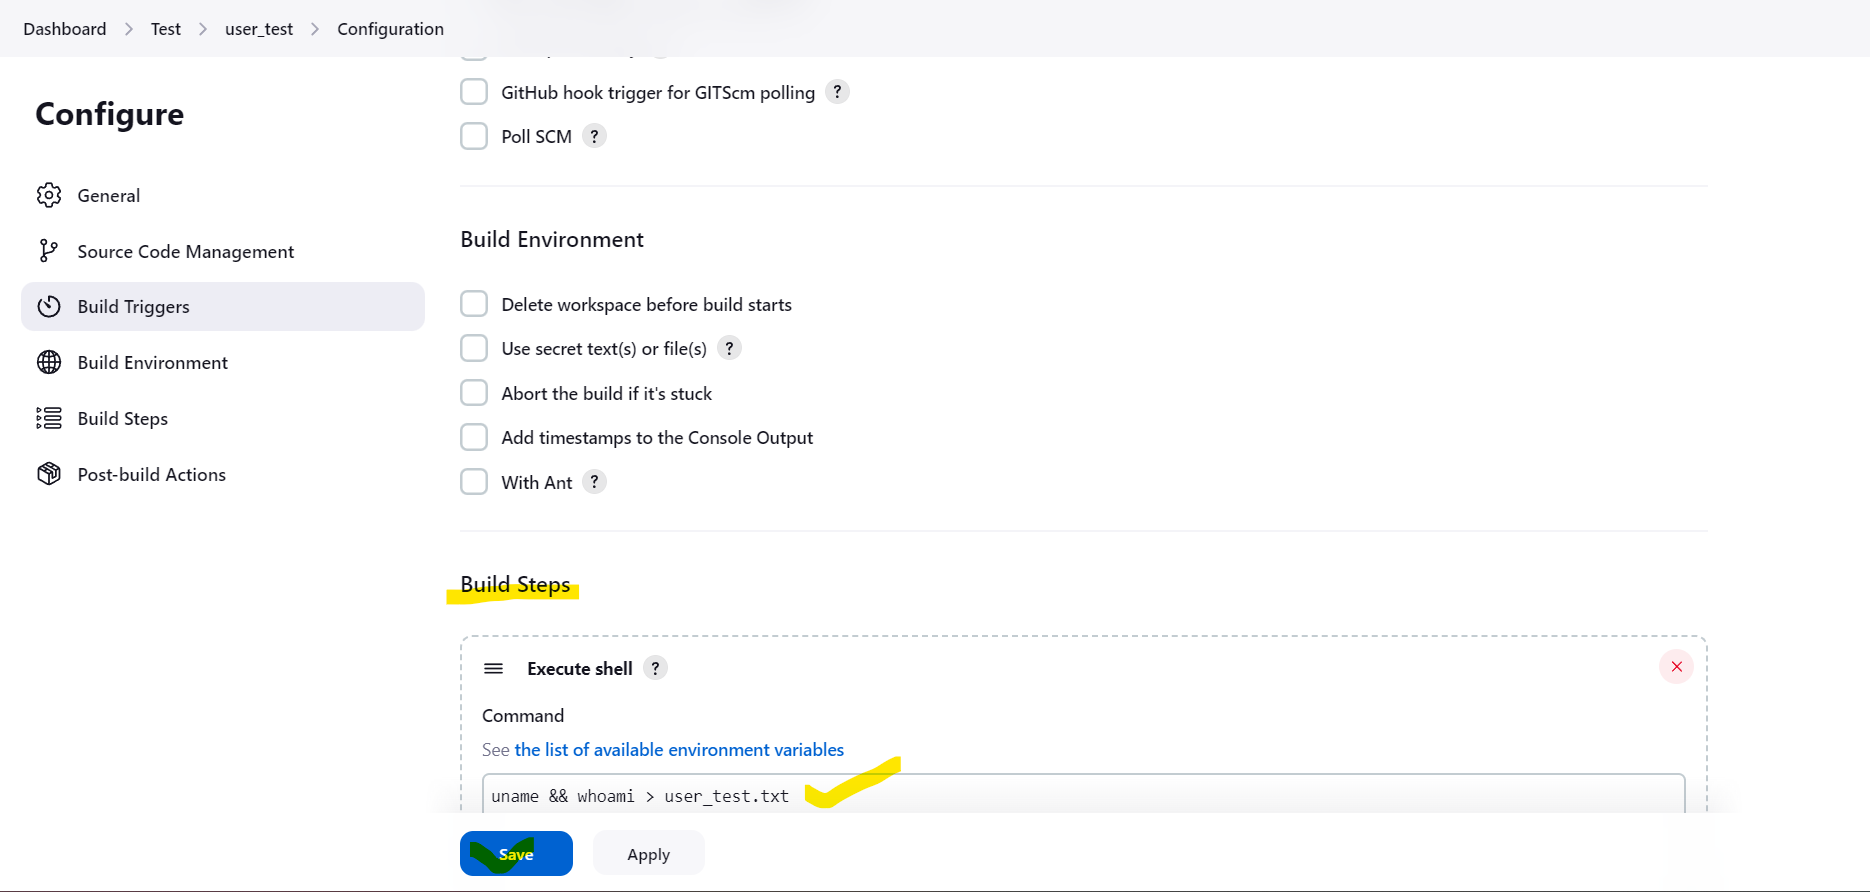 Dashboard > Test > user_test > Configuration
Configure
General
Source Code Management
Build Triggers
Build Environment
Build Steps
Post-build Actions
GitHub hook trigger for GITScm polling ?
Poll SCM ?
Build Environment
Delete workspace before build starts
Use secret text(s) or file(s) ?
Abort the build if it's stuck
Add timestamps to the Console Output
With Ant ?
Build Steps
Execute shell ?
Command
See the list of available environment variables
uname && whoami > user_test.txt
Save
Apply